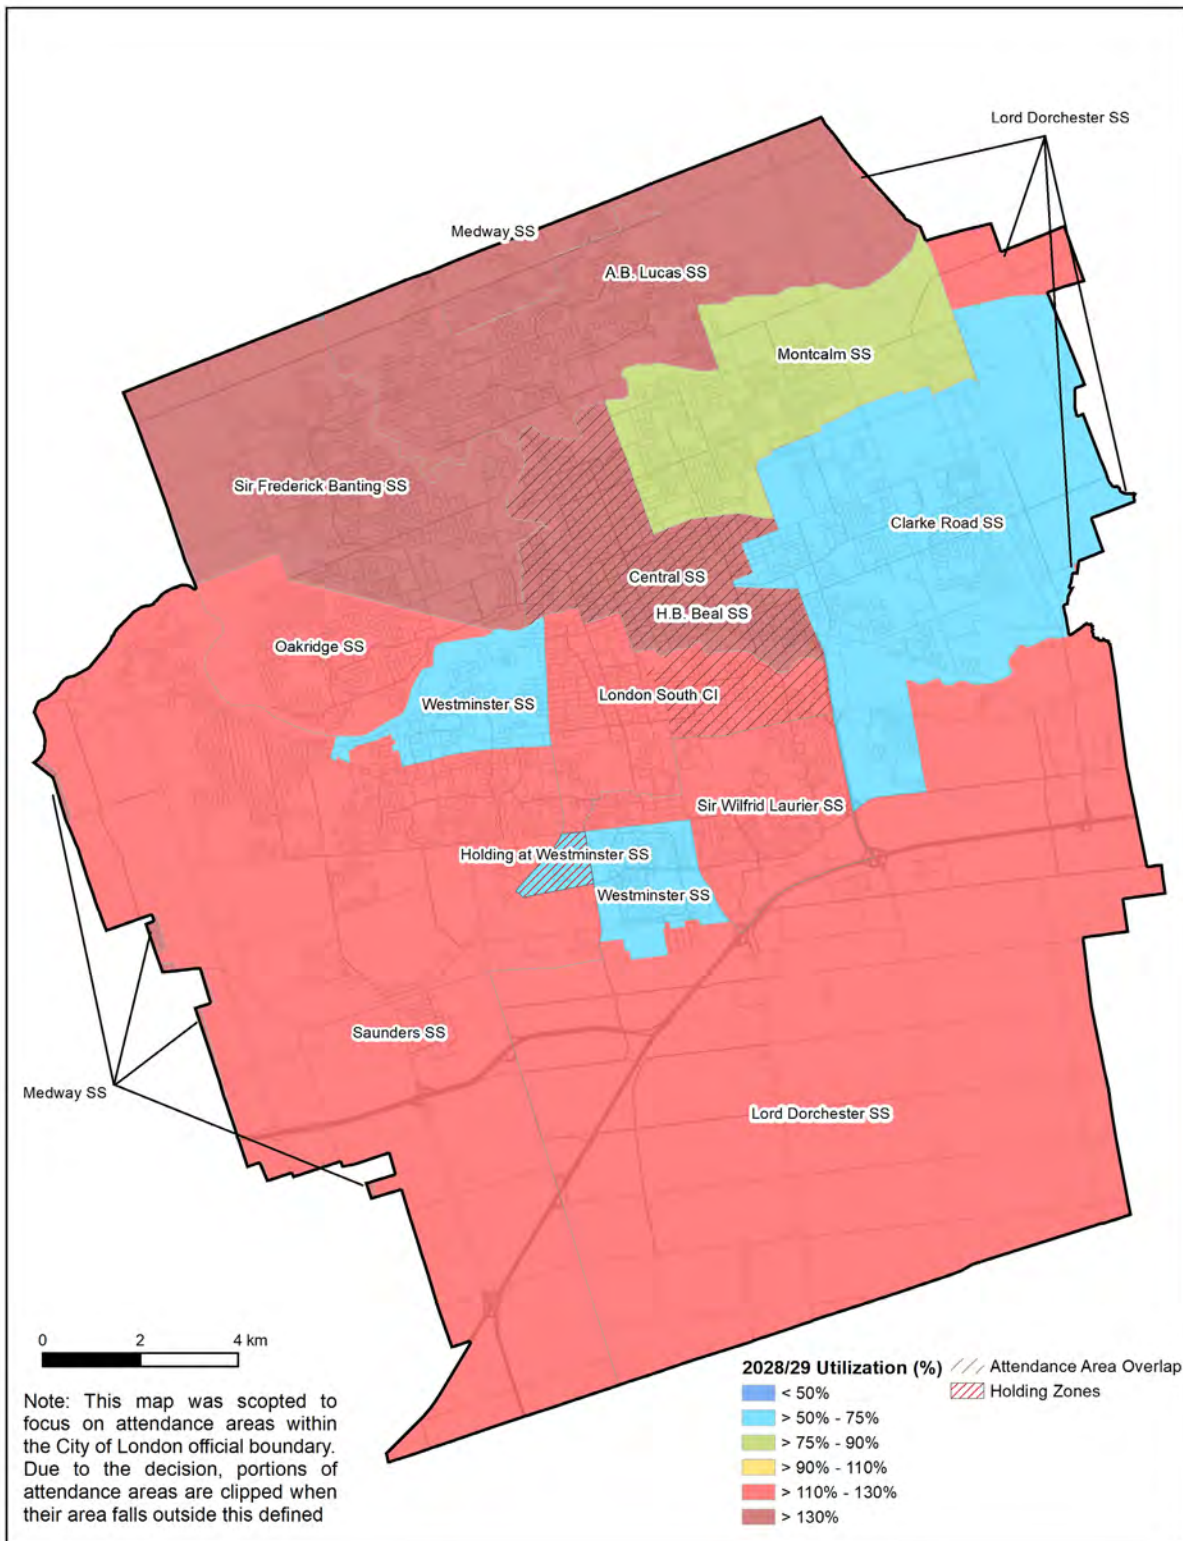 Lord Dorchester SS
Medway SS
A.B. Lucas SS
Montcalm SS
Sir Frederick Banting SS
Clarke Road SS
Central SS
H.B. Beal SS
Oakridge SS
London South CI
Westminster SS
Sir Wilfrid Laurier SS
Holding at Westminster SS
Westminster SS
Saunders SS
Medway SS
Lord Dorchester SS
0 2 4 km
Note: This map was scopted to
focus on attendance areas within
the City of London official boundary.
Due to the decision, portions of
attendance areas are clipped when
their area falls outside this defined
2028/29 Utilization (%)
< 50%
> 50% - 75%
> 75% - 90%
> 90% - 110%
> 110% - 130%
> 130%
Attendance Area Overlap
Holding Zones